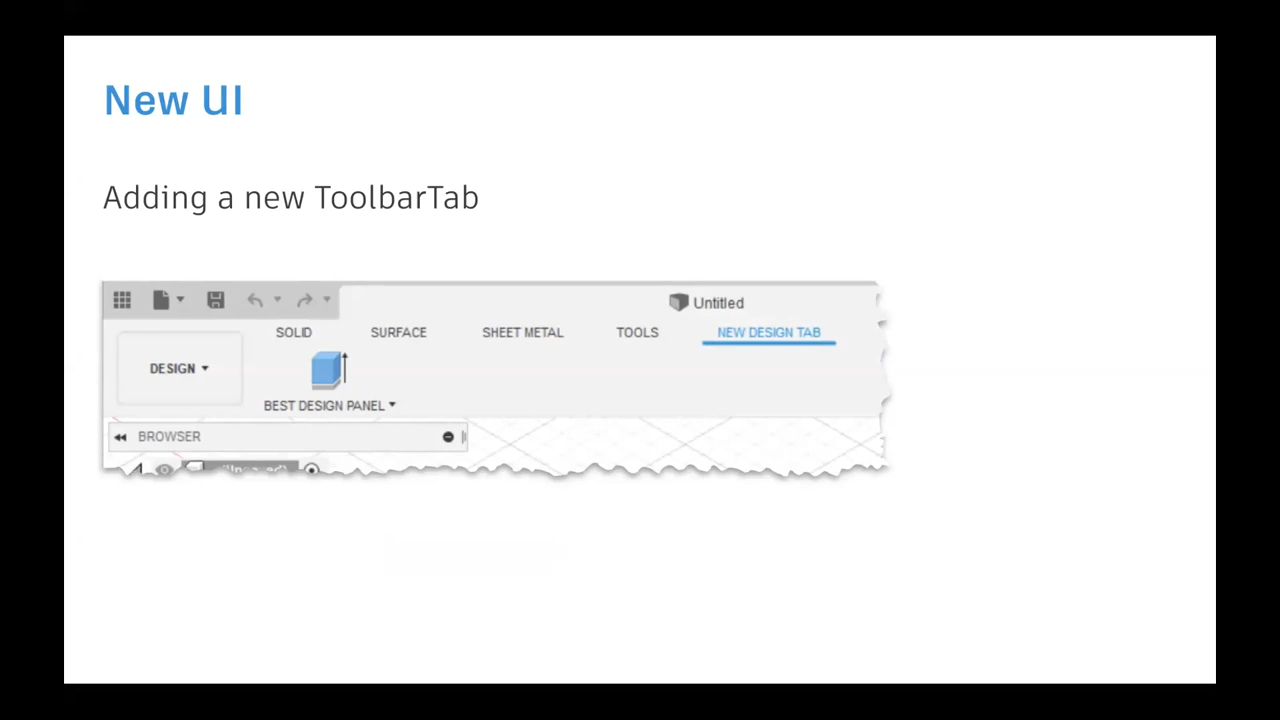 New UI
Adding a new ToolbarTab
Untitled
SOLID SURFACE SHEET METAL TOOLS NEW DESIGN TAB
DESIGN
BEST DESIGN PANEL
BROWSER